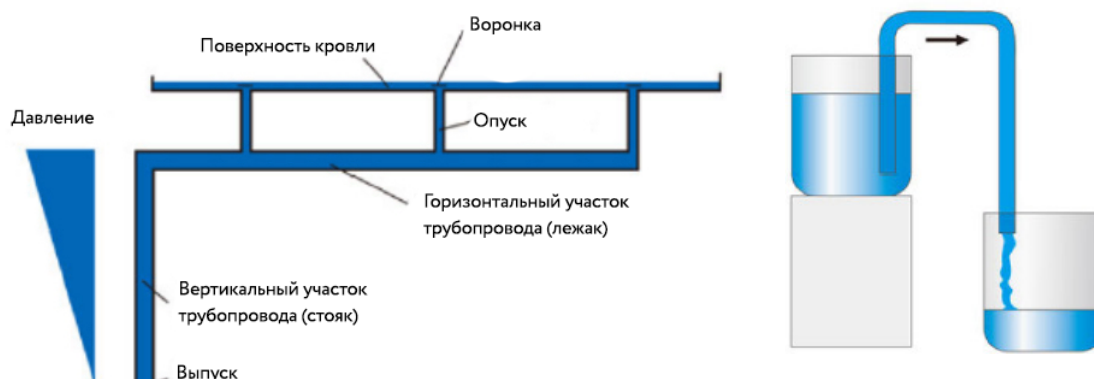 Воронка
Поверхность кровли
Давление
Опуск
Горизонтальный участок
трубопровода (лежак)
Вертикальный участок
трубопровода (стояк)
Выпуск